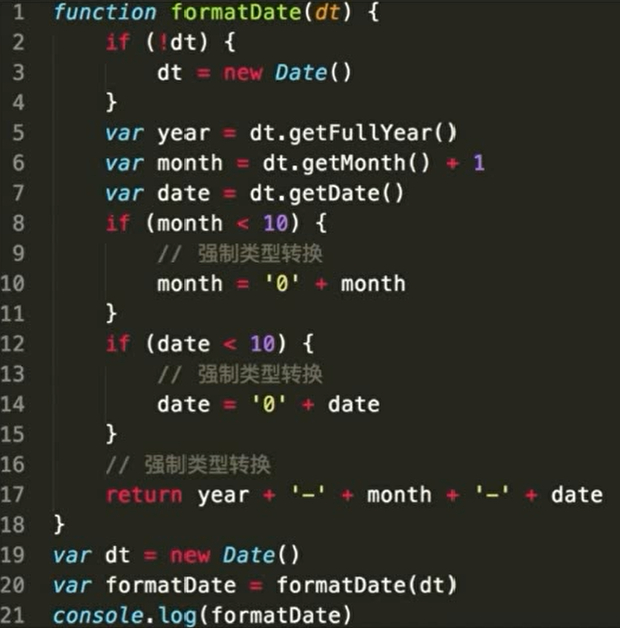 1 function formatDate(dt) {
2     if (!dt) {
3         dt = new Date()
4     }
5     var year = dt.getFullYear()
6     var month = dt.getMonth() + 1
7     var date = dt.getDate()
8     if (month < 10) {
9         // 强制类型转换
10         month = '0' + month
11     }
12     if (date < 10) {
13         // 强制类型转换
14         date = '0' + date
15     }
16     // 强制类型转换
17     return year + '-' + month + '-' + date
18 }
19 var dt = new Date()
20 var formatDate = formatDate(dt)
21 console.log(formatDate)